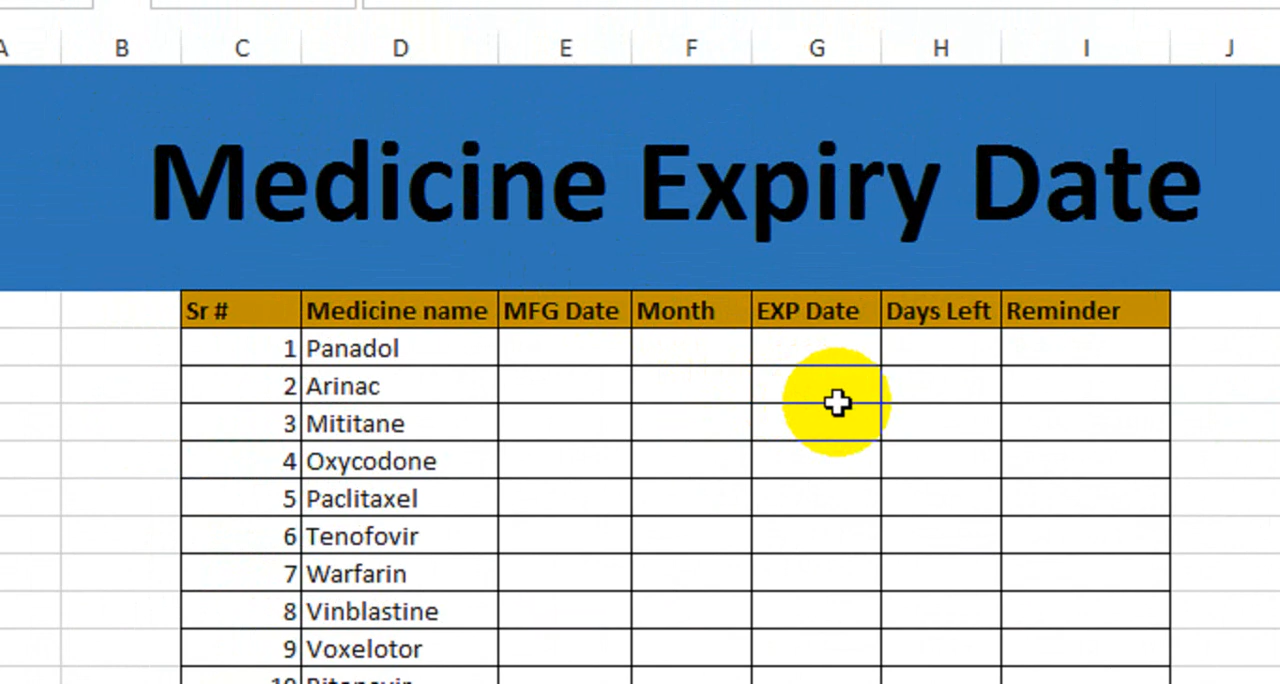 A B C D E F G H I J
Medicine Expiry Date
Sr # Medicine name MFG Date Month EXP Date Days Left Reminder
1 Panadol
2 Arinac
3 Mititane
4 Oxycodone
5 Paclitaxel
6 Tenofovir
7 Warfarin
8 Vinblastine
9 Voxelotor